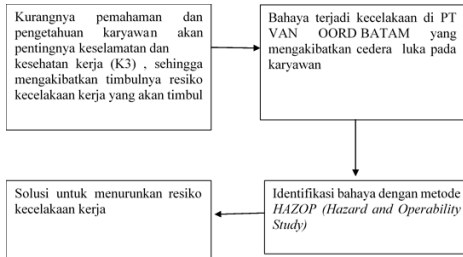 Kurangnya pemahaman dan
pengetahuan karyawan akan
pentingnya keselamatan dan
kesehatan kerja (K3) , sehingga
mengakibatkan timbulnya resiko
kecelakaan kerja yang akan timbul
Bahaya terjadi kecelakaan di PT
VAN OORD BATAM yang
mengakibatkan cedera luka pada
karyawan
Identifikasi bahaya dengan metode
HAZOP (Hazard and Operability
Study)
Solusi untuk menurunkan resiko
kecelakaan kerja